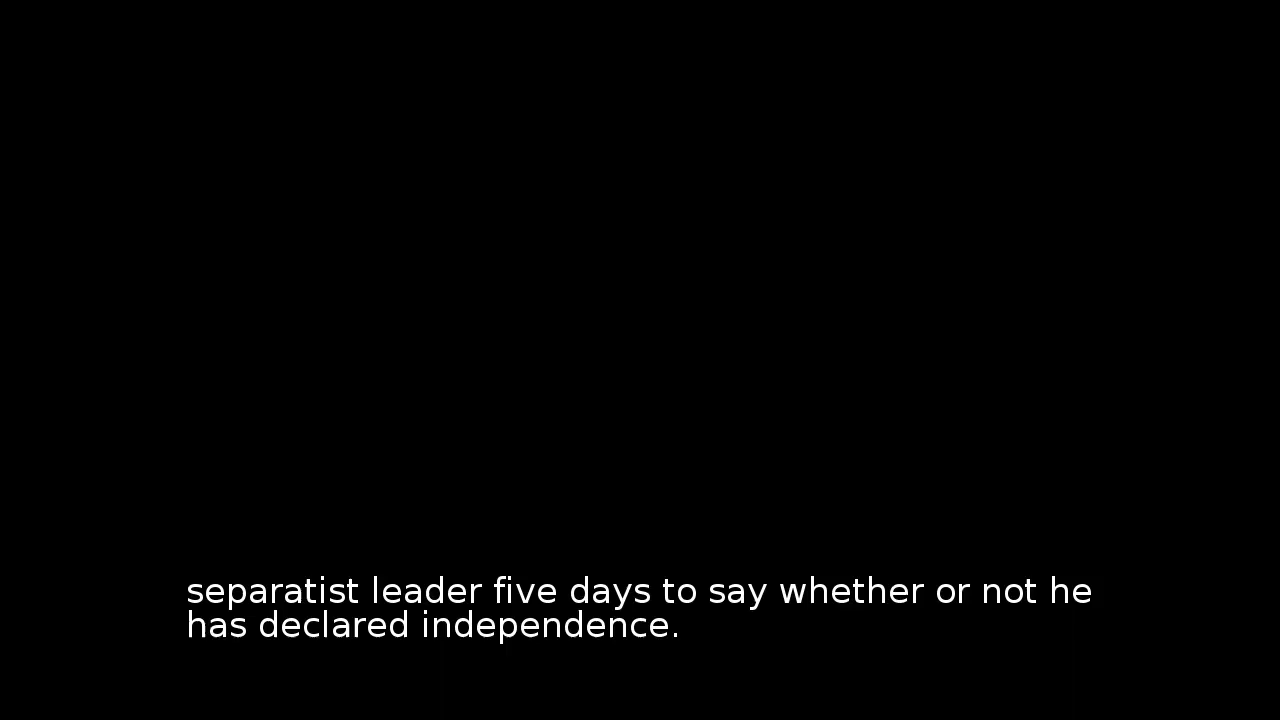 separatist leader five days to say whether or not he
has declared independence.